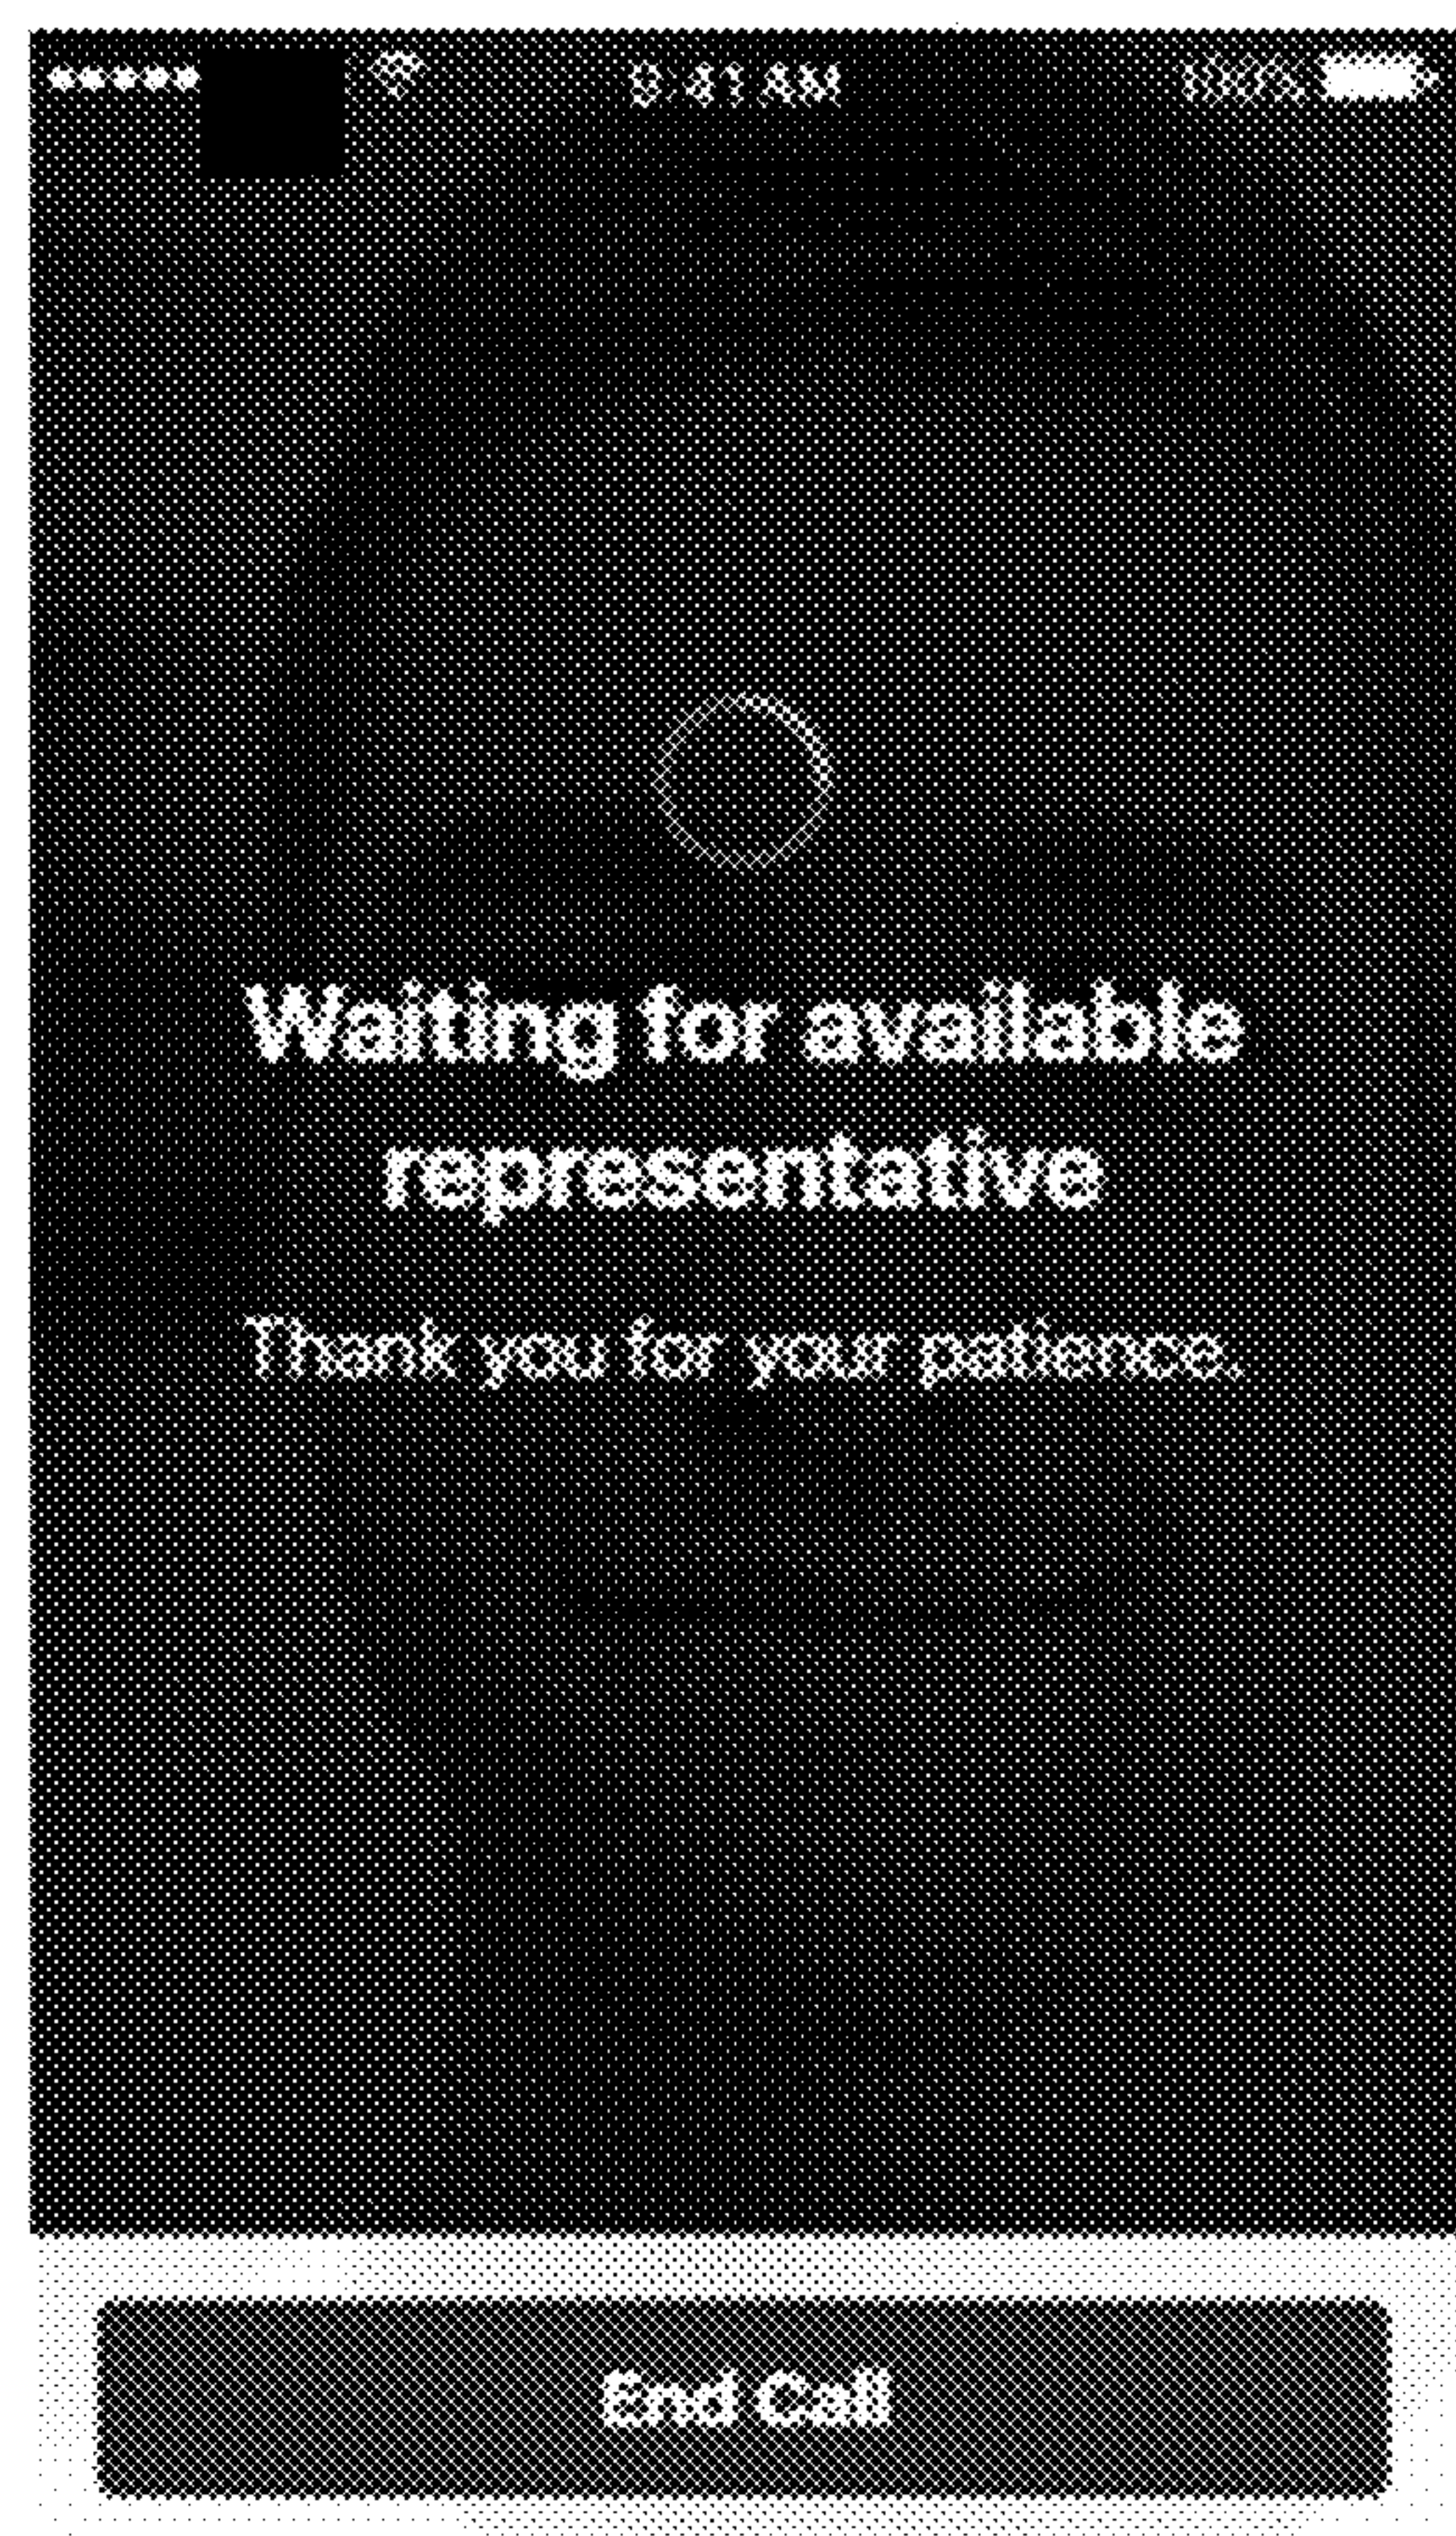 9:41 AM 100%
Waiting for available
representative
Thank you for your patience.
End Call